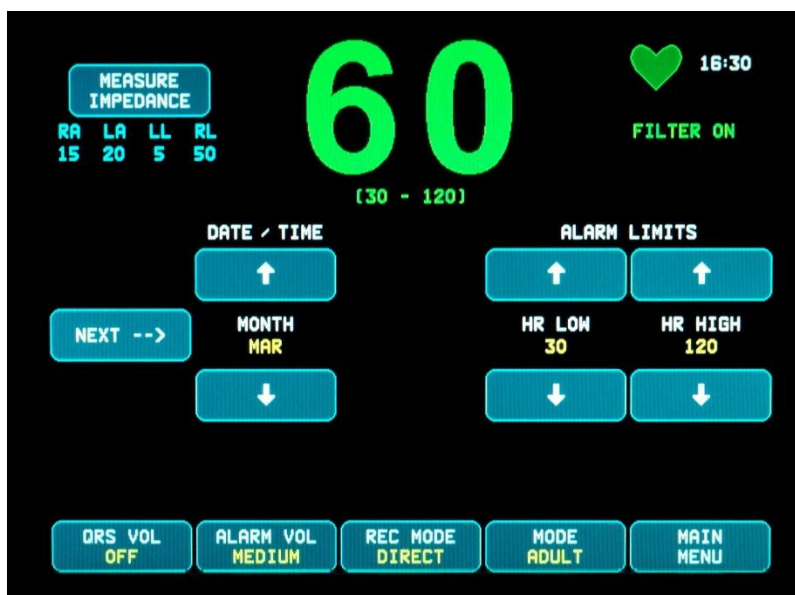 MEASURE
IMPEDANCE
RA LA LL RL
15 20 5 50
60
(30 - 120)
16:30
FILTER ON
DATE / TIME
ALARM LIMITS
NEXT -->
MONTH
MAR
HR LOW
30
HR HIGH
120
QRS VOL
OFF
ALARM VOL
MEDIUM
REC MODE
DIRECT
MODE
ADULT
MAIN
MENU